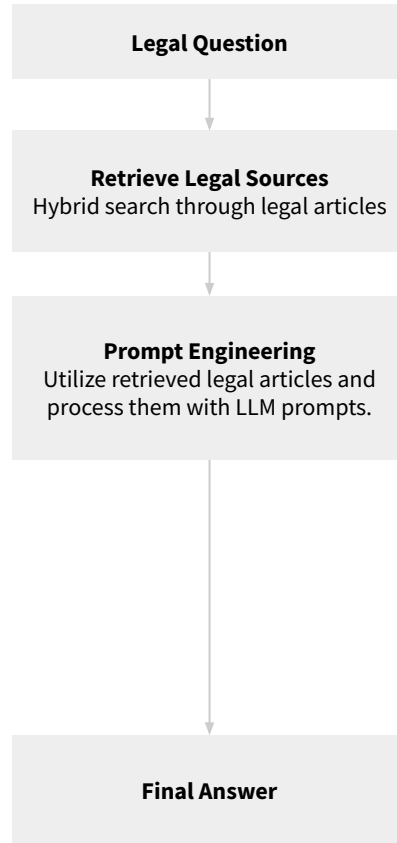 Legal Question
Retrieve Legal Sources
Hybrid search through legal articles
Prompt Engineering
Utilize retrieved legal articles and
process them with LLM prompts.
Final Answer